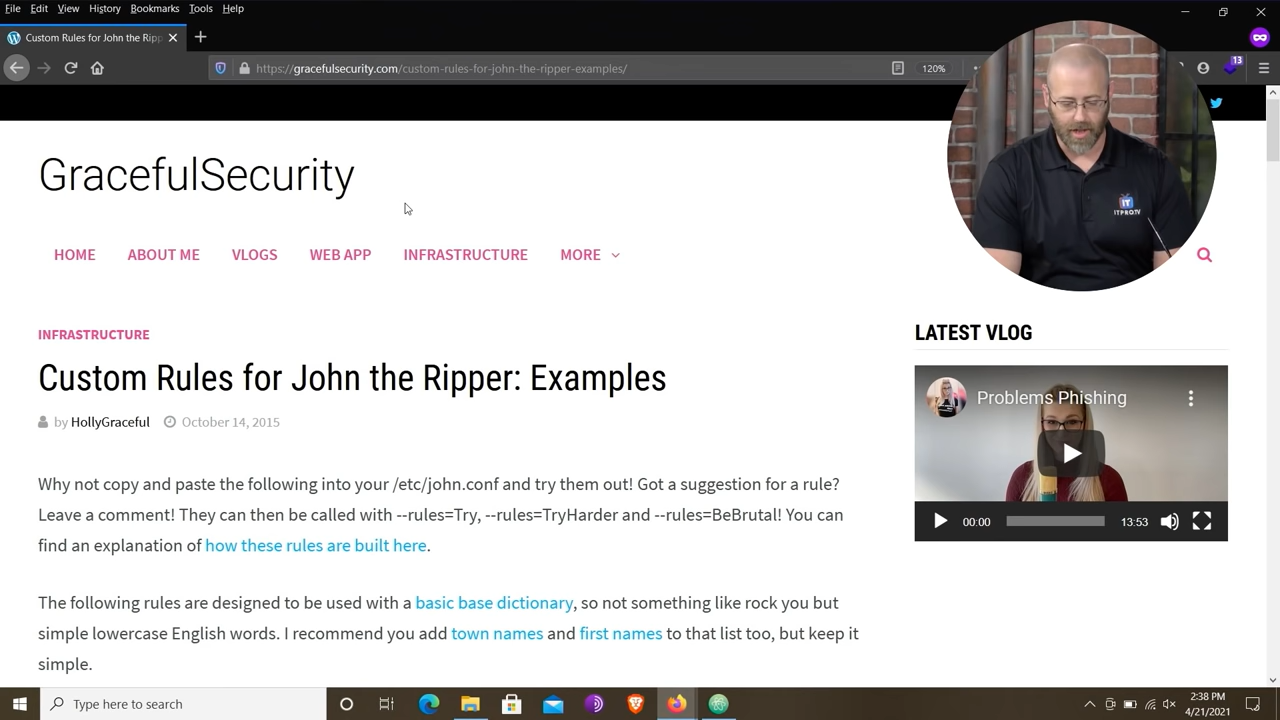 File Edit View History Bookmarks Tools Help
Custom Rules for John the Ripp
https://gracefulsecurity.com/custom-rules-for-john-the-ripper-examples/
120%
13
GracefulSecurity
HOME ABOUT ME VLOGS WEB APP INFRASTRUCTURE MORE
IT
ITPRO.TV
INFRASTRUCTURE
Custom Rules for John the Ripper: Examples
by HollyGraceful October 14, 2015
Why not copy and paste the following into your /etc/john.conf and try them out! Got a suggestion for a rule?
Leave a comment! They can then be called with --rules=Try, --rules=TryHarder and --rules=BeBrutal! You can
find an explanation of how these rules are built here.
The following rules are designed to be used with a basic base dictionary, so not something like rock you but
simple lowercase English words. I recommend you add town names and first names to that list too, but keep it
simple.
LATEST VLOG
Problems Phishing
00:00 13:53
Type here to search
2:38 PM
4/21/2021